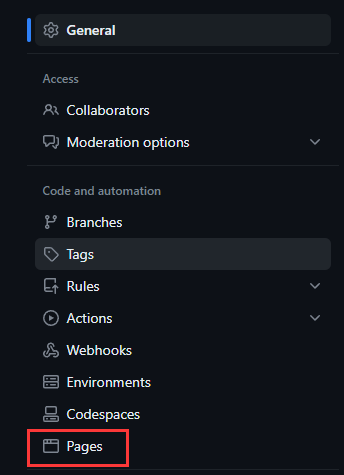 General
Access
Collaborators
Moderation options
Code and automation
Branches
Tags
Rules
Actions
Webhooks
Environments
Codespaces
Pages